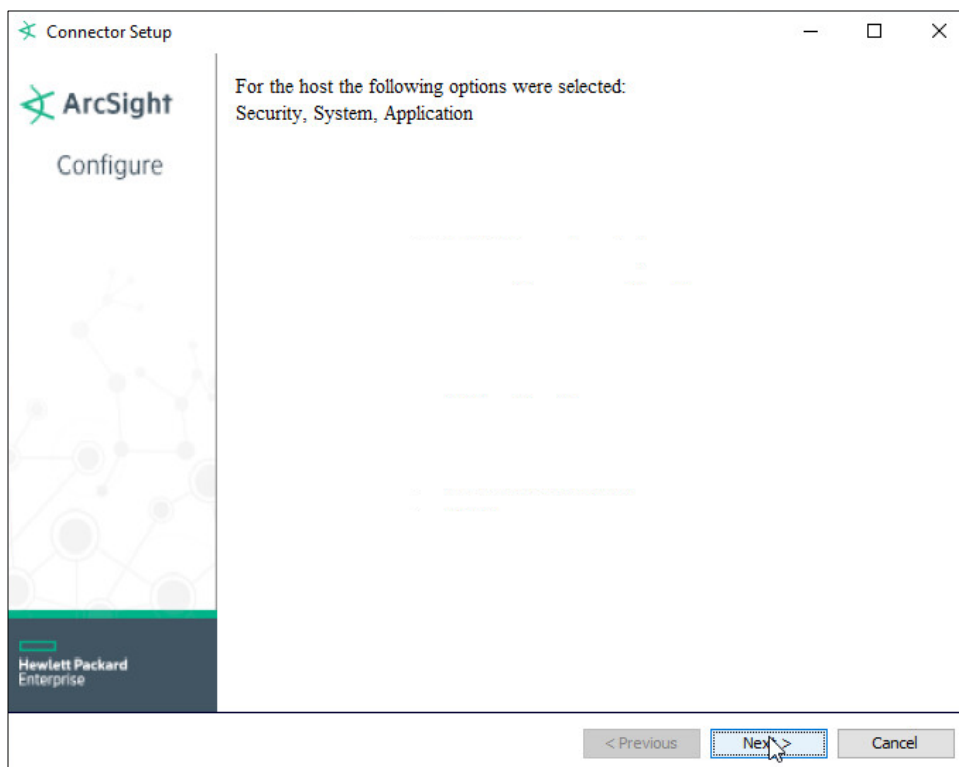 Connector Setup
ArcSight
Configure
For the host the following options were selected:
Security, System, Application
Hewlett Packard
Enterprise
< Previous
Next >
Cancel